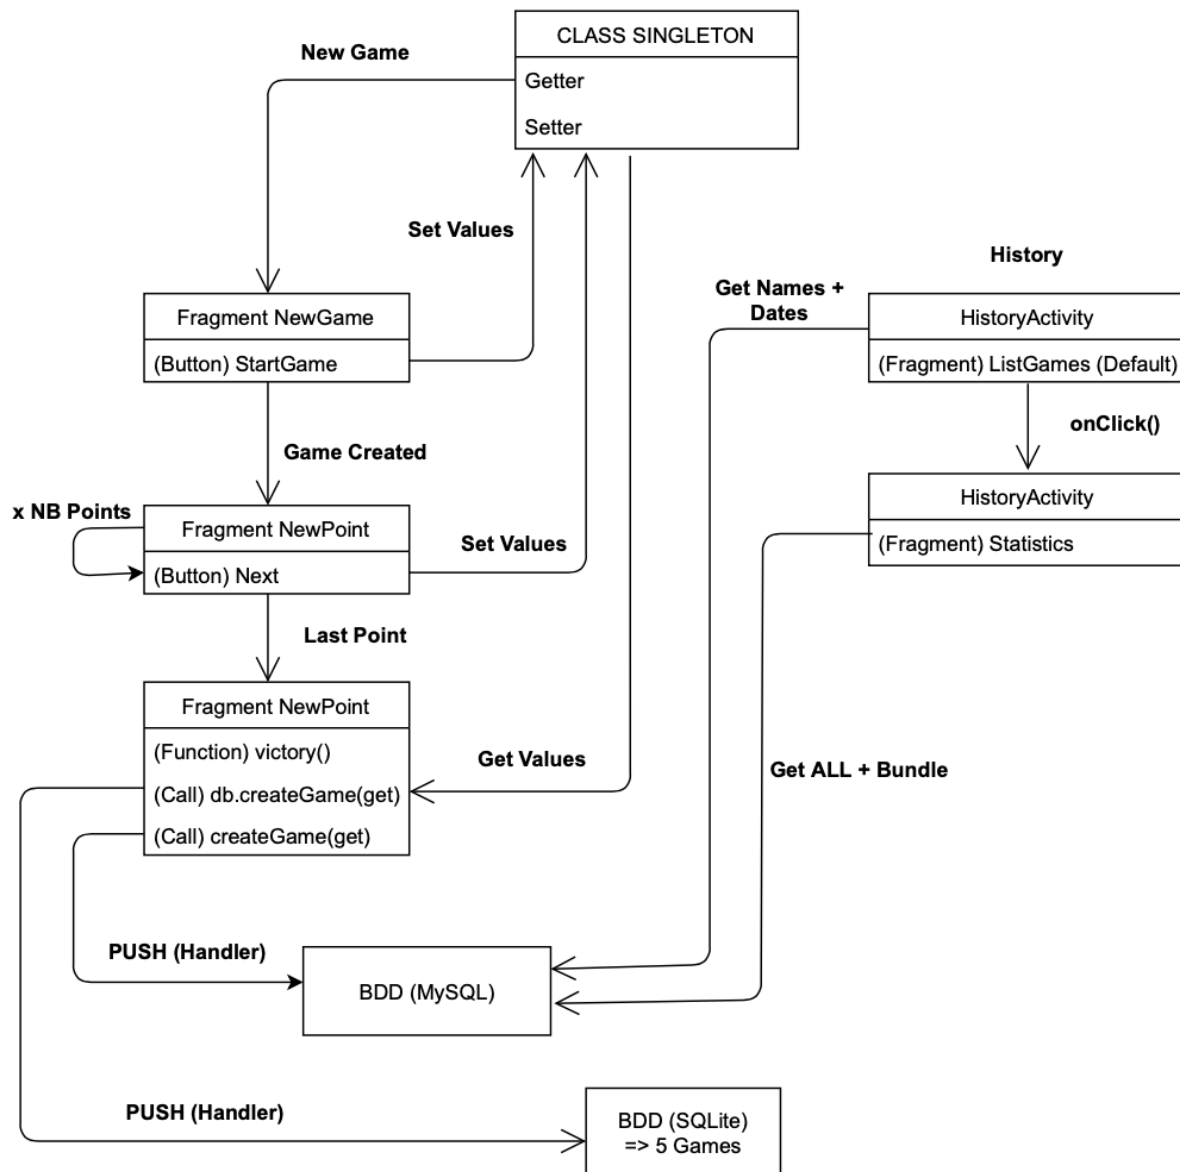 CLASS SINGLETON
New Game
Getter
Setter
Set Values
History
Get Names +
Dates
Fragment NewGame
HistoryActivity
(Button) StartGame
(Fragment) ListGames (Default)
onClick()
Game Created
x NB Points
Fragment NewPoint
HistoryActivity
Set Values
(Fragment) Statistics
(Button) Next
Last Point
Fragment NewPoint
(Function) victory()
Get Values
Get ALL + Bundle
(Call) db.createGame(get)
(Call) createGame(get)
PUSH (Handler)
BDD (MySQL)
PUSH (Handler)
BDD (SQLite)
=> 5 Games